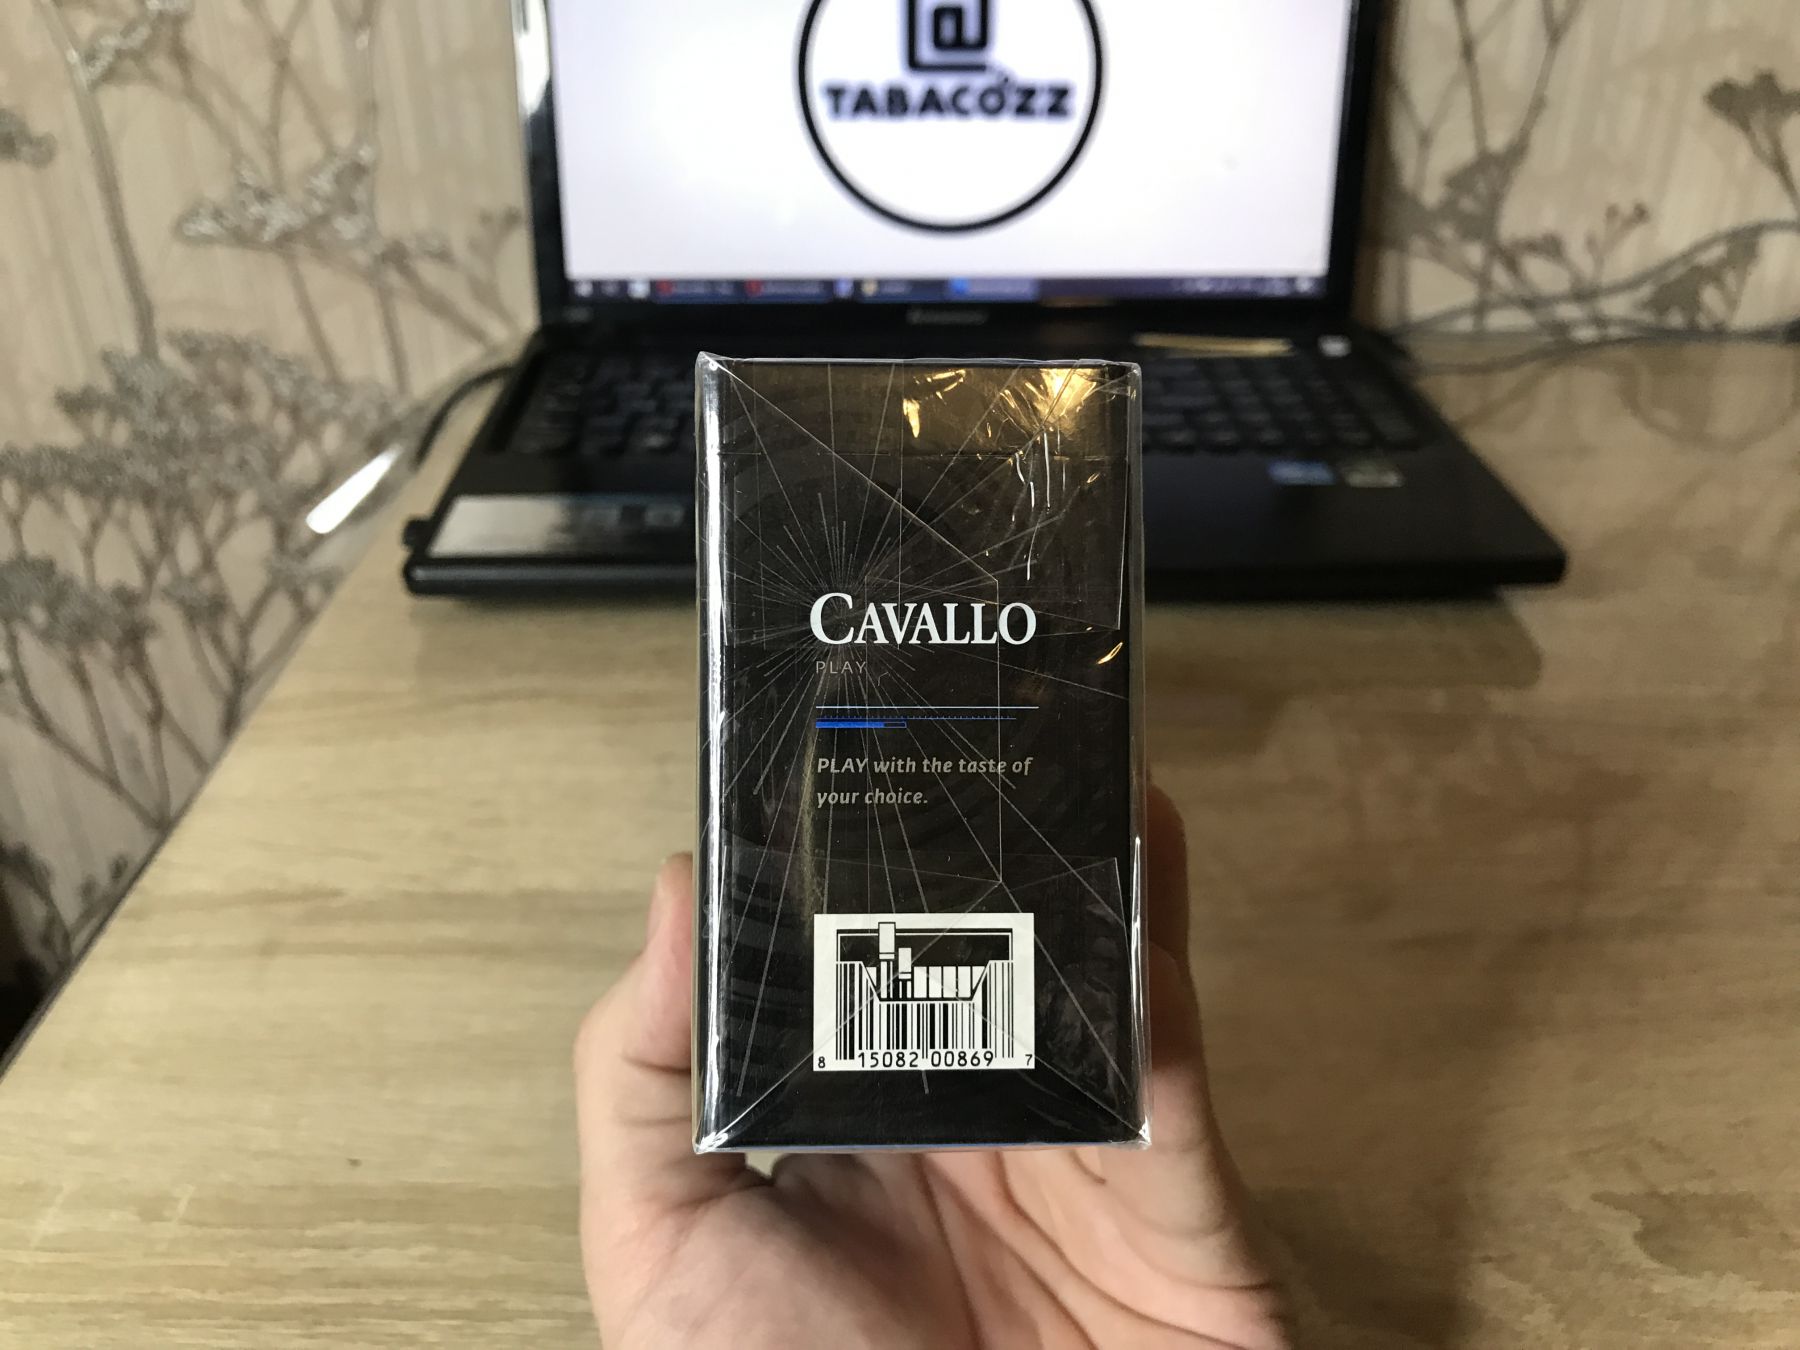 TABACOZZ
CAVALLO
PLAY
PLAY with the taste of
your choice.
8 15082 00869 7